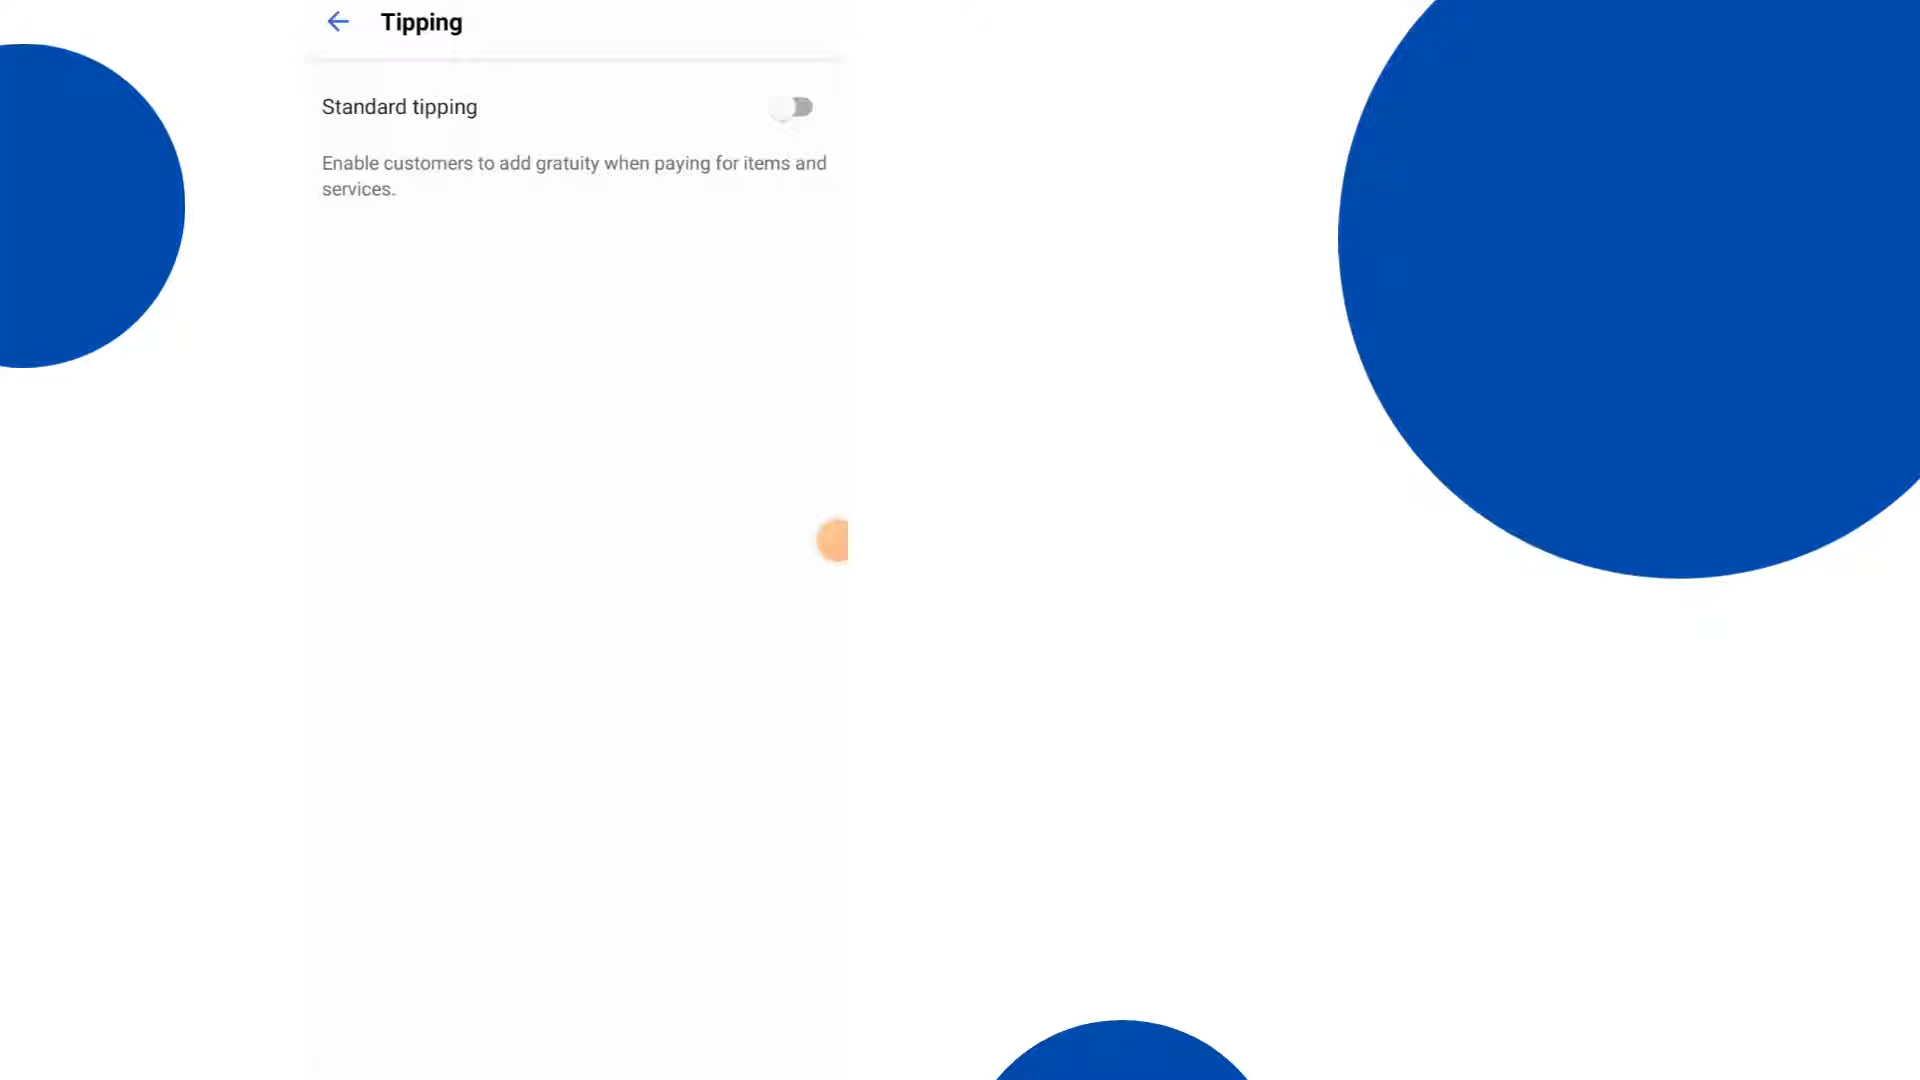 Tipping
Standard tipping
Enable customers to add gratuity when paying for items and
services.